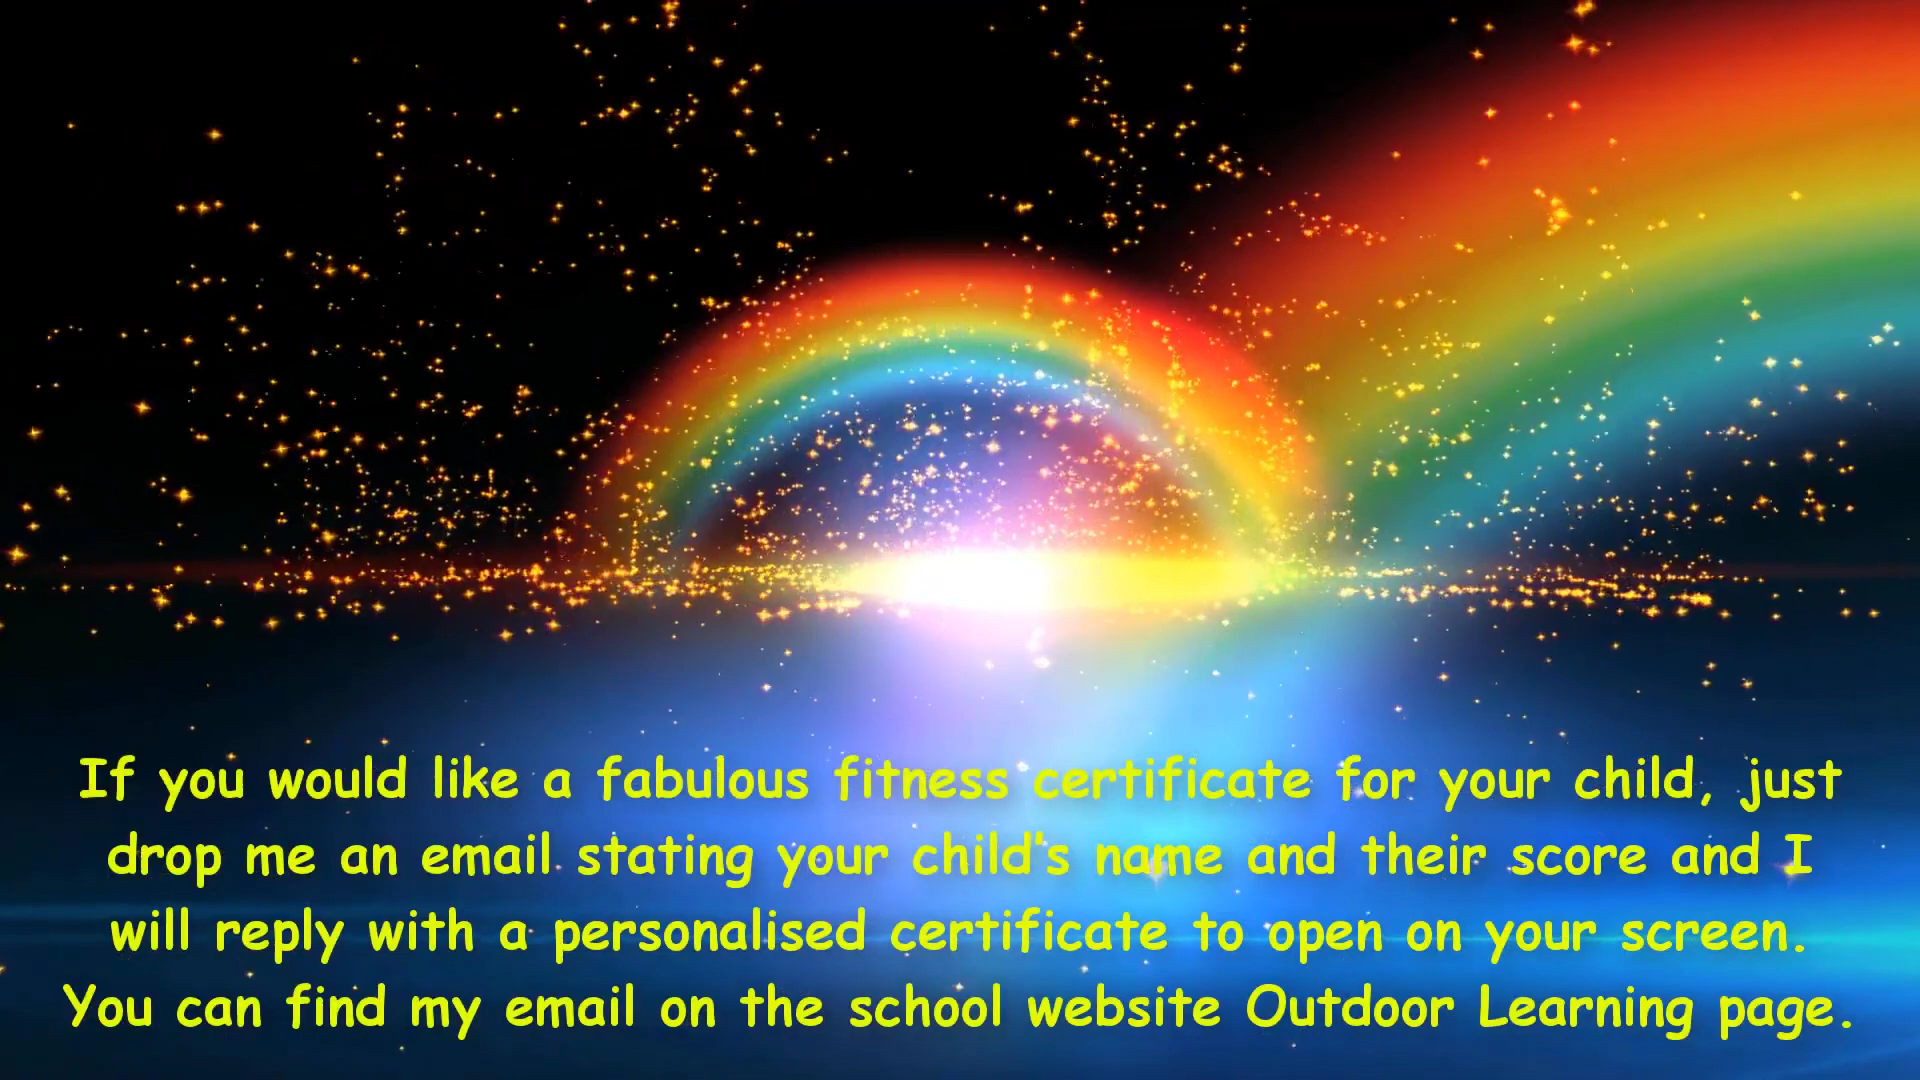 If you would like a fabulous fitness certificate for your child, just
drop me an email stating your child's name and their score and I
will reply with a personalised certificate to open on your screen.
You can find my email on the school website Outdoor Learning page.